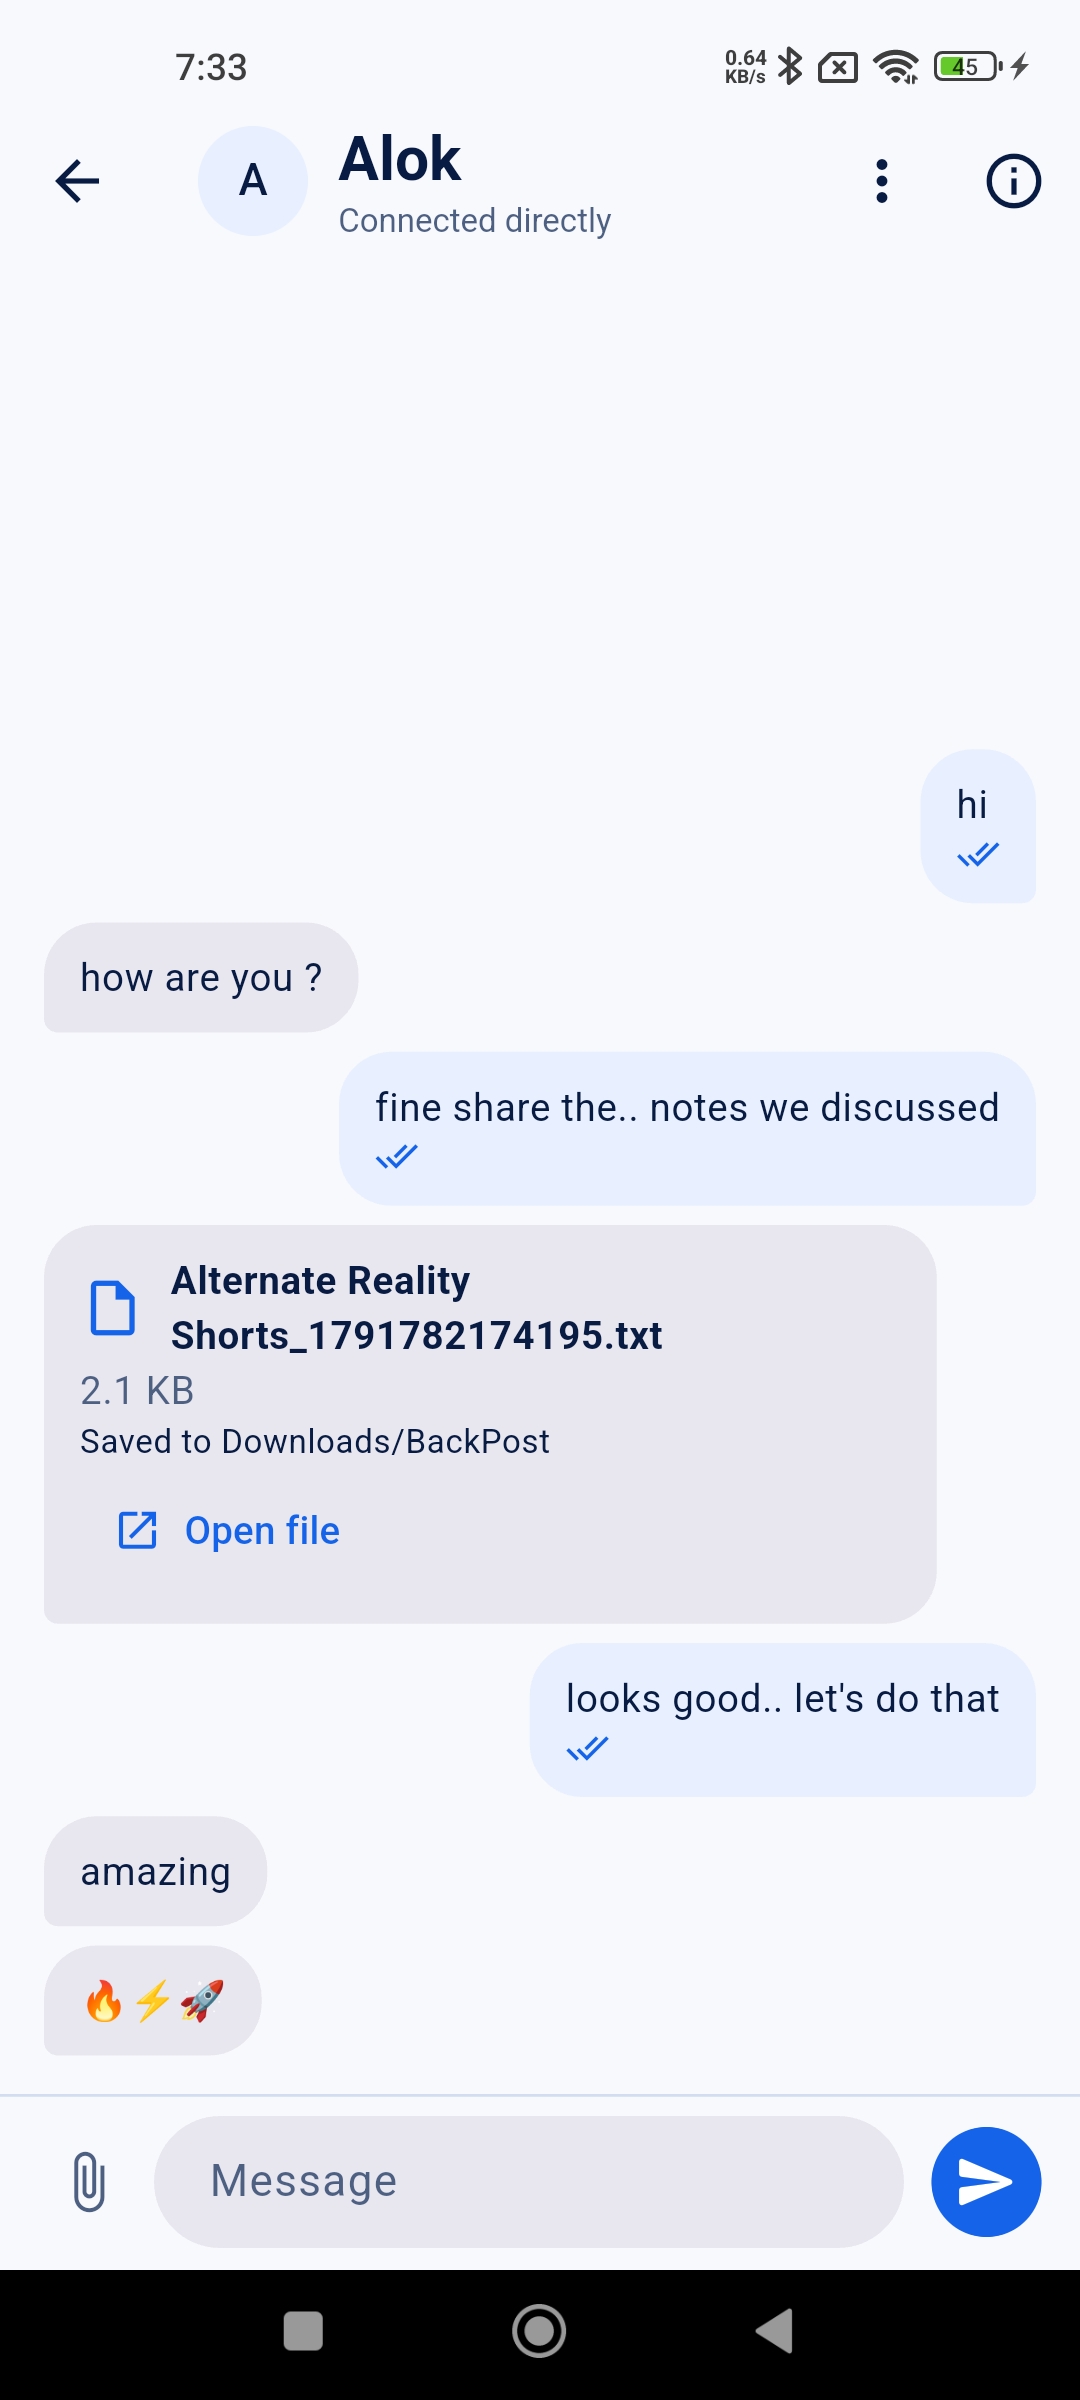 7:33
0.64
KB/s
45
A
Alok
Connected directly
hi
how are you ?
fine share the.. notes we discussed
Alternate Reality
Shorts_1791782174195.txt
2.1 KB
Saved to Downloads/BackPost
Open file
looks good.. let's do that
amazing
🔥⚡🚀
Message